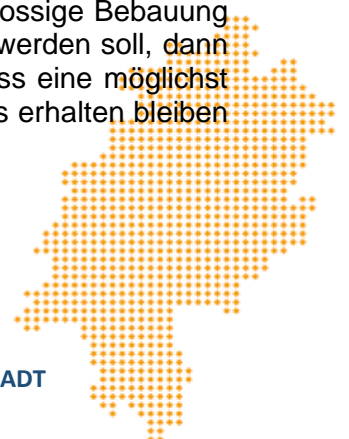 ossige Bebauung
werden soll, dann
ss eine möglichst
s erhalten bleiben
ADT